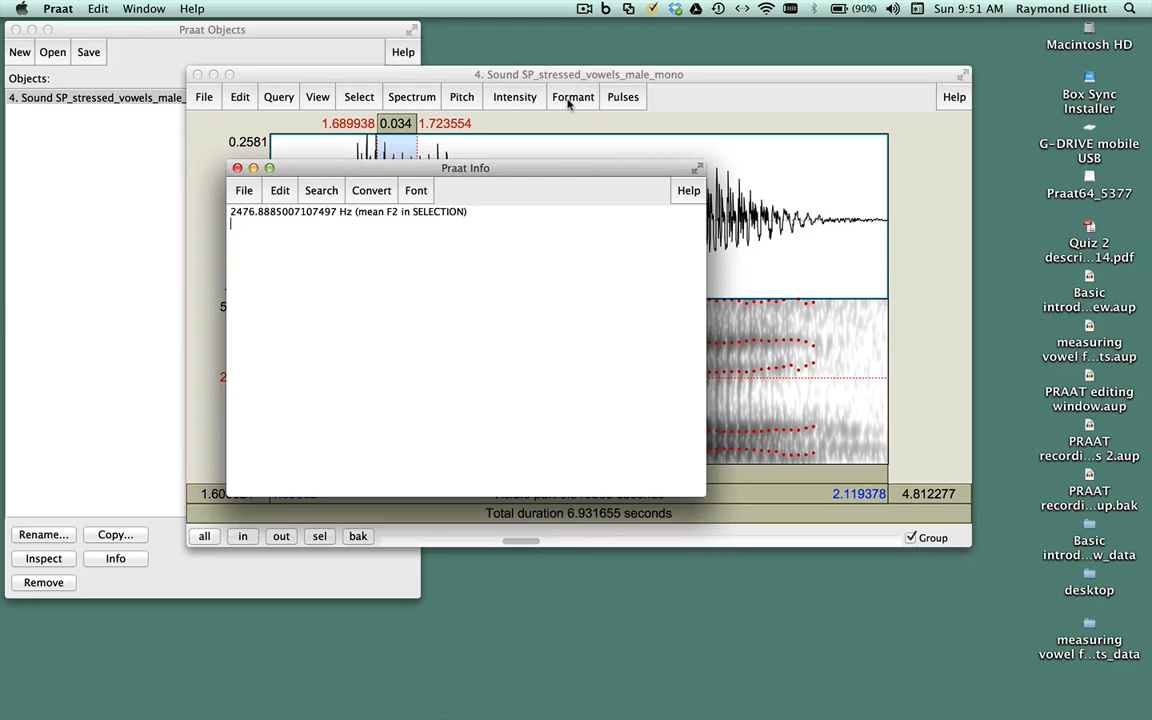 Praat Edit Window Help
(90%) Sun 9:51 AM Raymond Elliott
Praat Objects
New Open Save Help
Objects:
4. Sound SP_stressed_vowels_male_
Rename... Copy...
Inspect Info
Remove
4. Sound SP_stressed_vowels_male_mono
File Edit Query View Select Spectrum Pitch Intensity Formant Pulses Help
1.689938 0.034 1.723554
0.2581
Praat Info
File Edit Search Convert Font Help
2476.8885007107497 Hz (mean F2 in SELECTION)
5
2
2.119378 4.812277
Total duration 6.931655 seconds
all in out sel bak Group
Macintosh HD
Box Sync
Installer
G-DRIVE mobile
USB
Praat64_5377
Quiz 2
descri...14.pdf
Basic
introd...ew.aup
measuring
vowel f...ts.aup
PRAAT editing
window.aup
PRAAT
recordi...s 2.aup
PRAAT
recordi...up.bak
Basic
introd...w_data
desktop
measuring
vowel f...ts_data